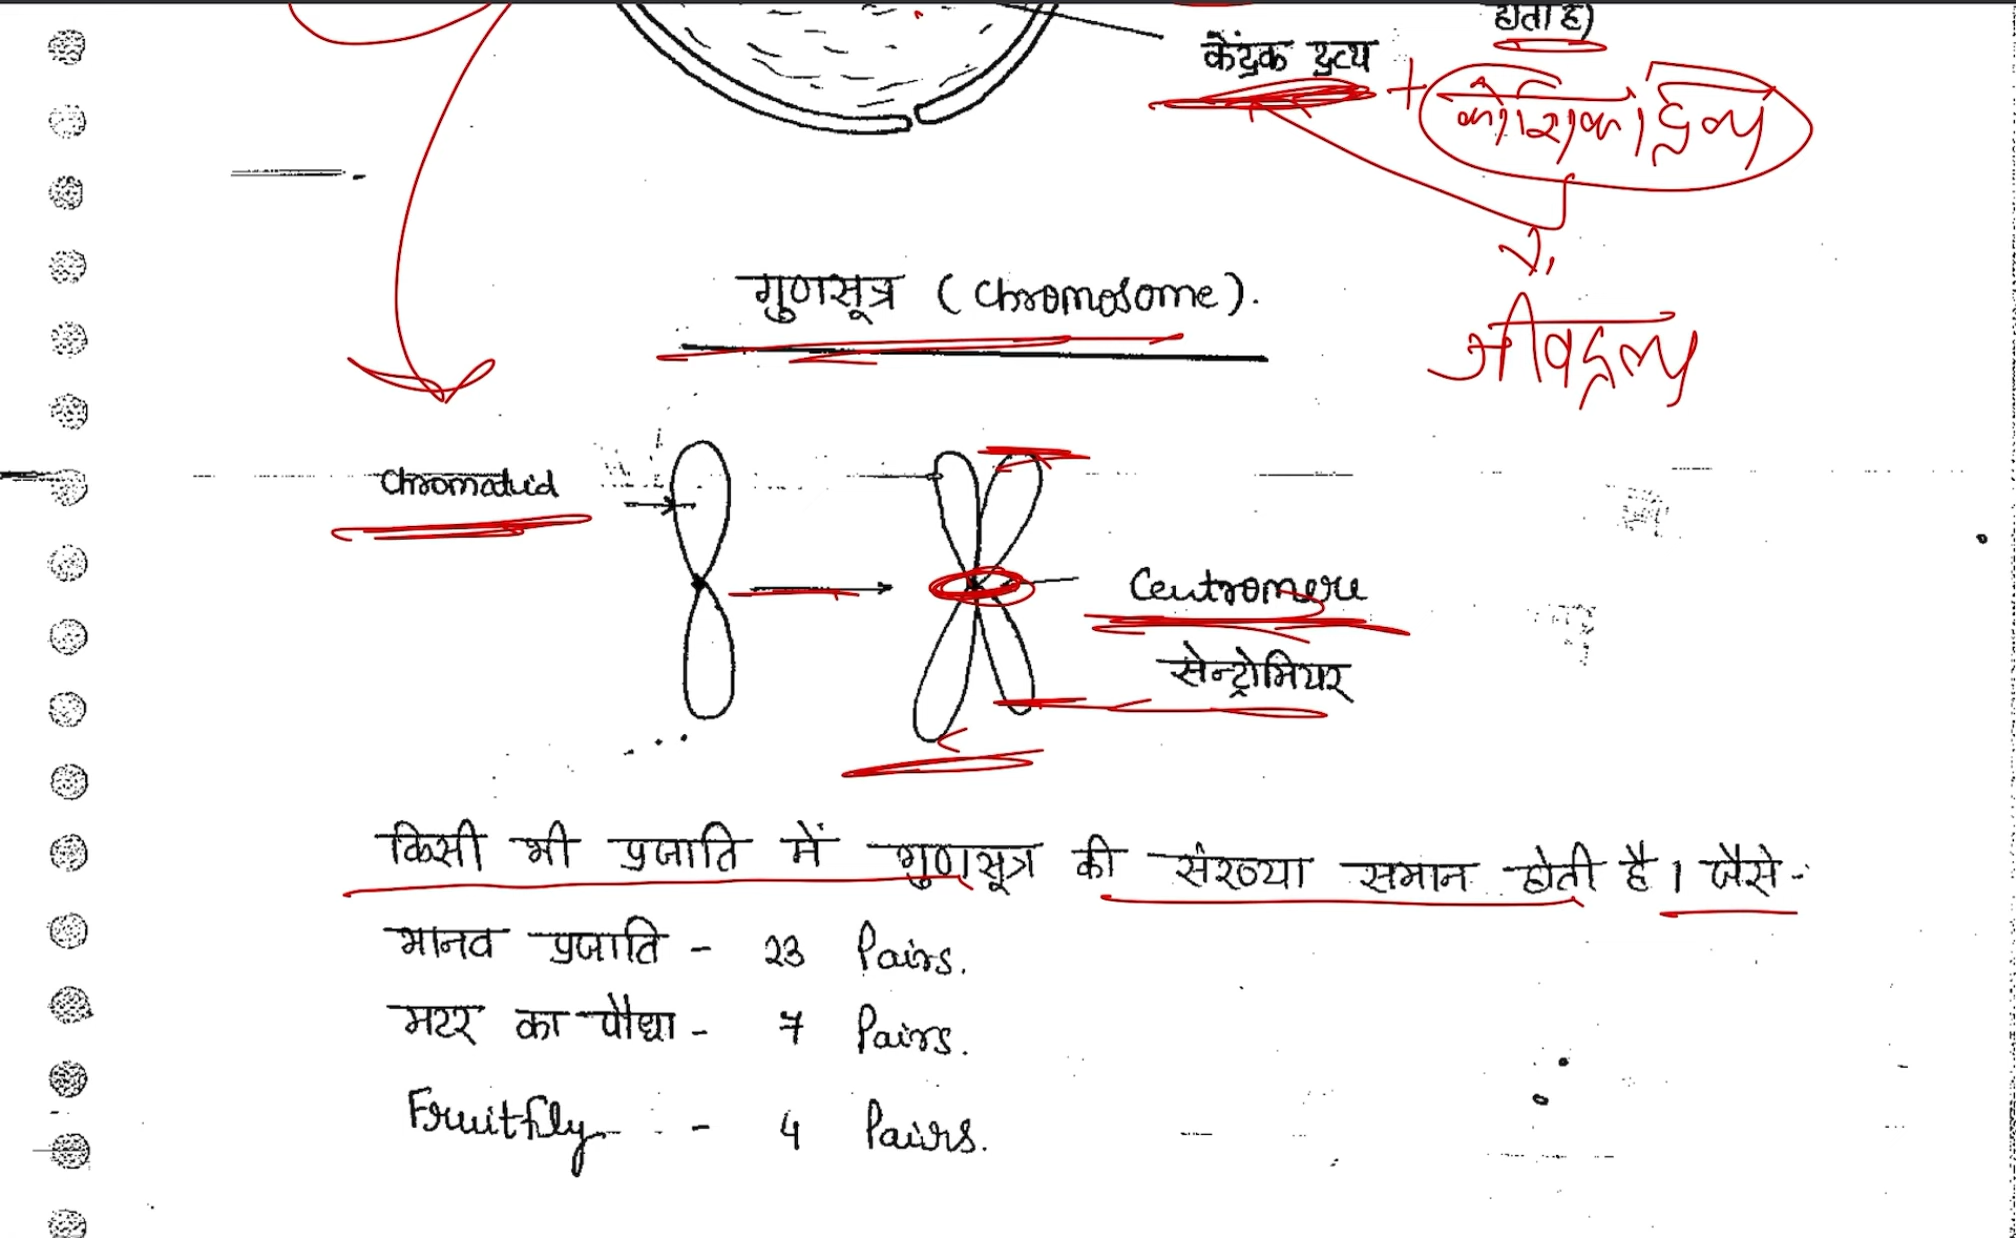 होता है)
केंद्रक द्रव्य + कोशिका द्रव्य
जीवद्रव्य
गुणसूत्र (Chromosome).
Chromatid
Centromere
सेन्ट्रोमियर
किसी भी प्रजाति में गुणसूत्र की संख्या समान होती है। जैसे-
मानव प्रजाति - 23 Pairs.
मटर का पौधा - 7 Pairs.
Fruitfly - 4 Pairs.